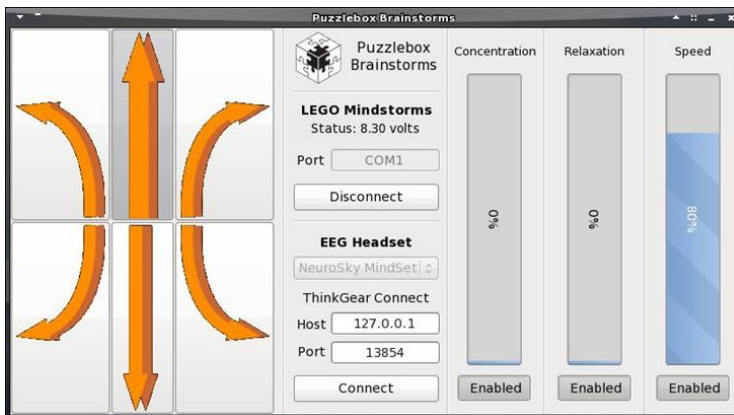 Puzzlebox Brainstorms
Puzzlebox
Brainstorms
LEGO Mindstorms
Status: 8.30 volts
Port COM1
Disconnect
EEG Headset
NeuroSky MindSet
ThinkGear Connect
Host 127.0.0.1
Port 13854
Connect
Concentration
0%
Enabled
Relaxation
0%
Enabled
Speed
80%
Enabled